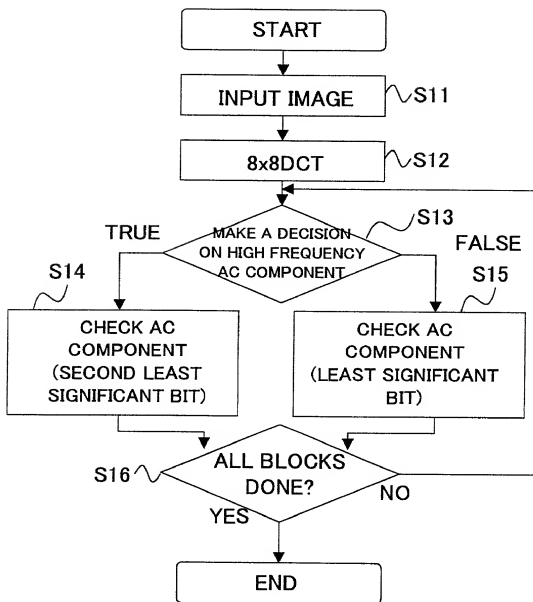 START
INPUT IMAGE
S11
8x8DCT
S12
MAKE A DECISION
ON HIGH FREQUENCY
AC COMPONENT
S13
TRUE
FALSE
S14
CHECK AC
COMPONENT
(SECOND LEAST
SIGNIFICANT BIT)
S15
CHECK AC
COMPONENT
(LEAST SIGNIFICANT
BIT)
ALL BLOCKS
DONE?
S16
NO
YES
END